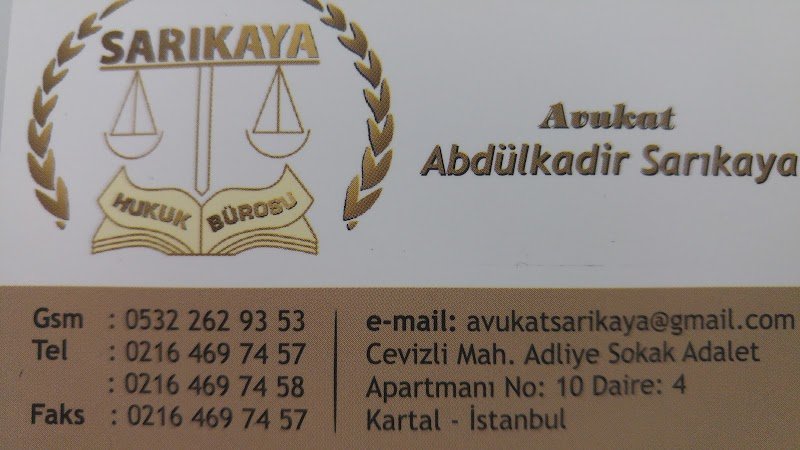 SARIKAYA
HUKUK BÜROSU
Avukat
Abdülkadir Sarıkaya
Gsm : 0532 262 93 53
Tel : 0216 469 74 57
: 0216 469 74 58
Faks : 0216 469 74 57
e-mail: avukatsarikaya@gmail.com
Cevizli Mah. Adliye Sokak Adalet
Apartmanı No: 10 Daire: 4
Kartal - İstanbul